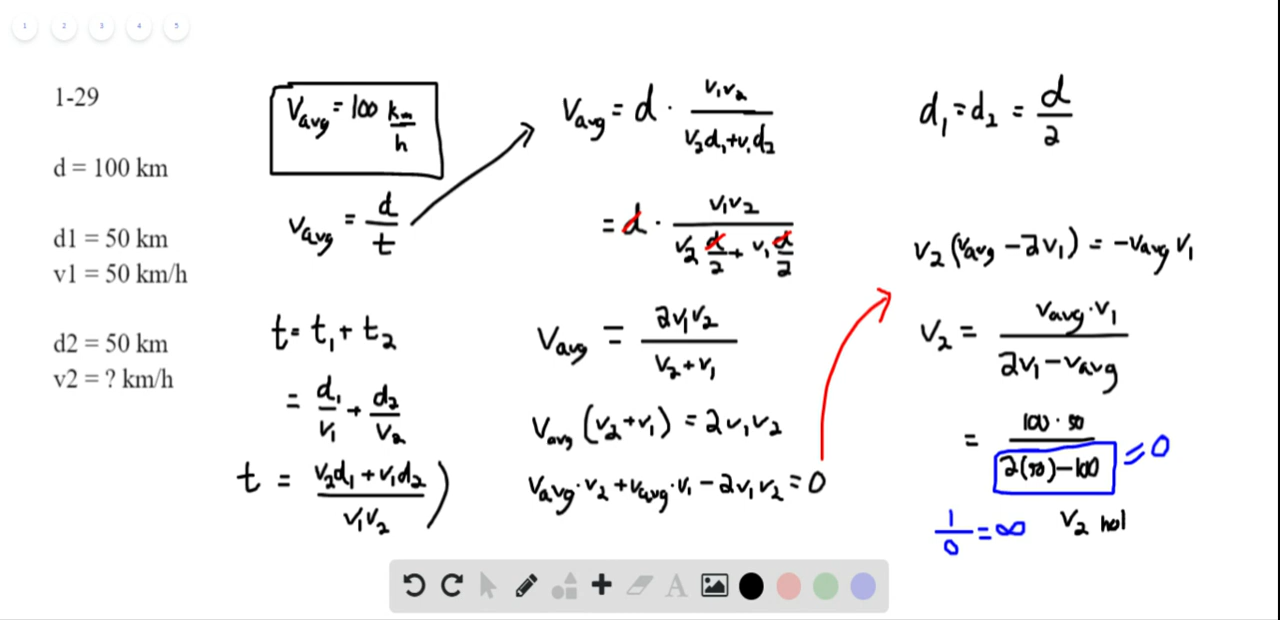 1 2 3 4 5
1-29
d = 100 km
d1 = 50 km
v1 = 50 km/h
d2 = 50 km
v2 = ? km/h
Vavg = 100 km/h
Vavg = d/t
t = t₁ + t₂
= d₁/v₁ + d₂/v₂
t = (v₂d₁ + v₁d₂)/(v₁v₂) )
Vavg = d · v₁v₂/(v₂d₁ + v₁d₂)
= d · v₁v₂/(v₂ d/2 + v₁ d/2)
Vavg = 2v₁v₂/(v₂ + v₁)
Vavg (v₂ + v₁) = 2v₁v₂
Vavg · v₂ + Vavg · v₁ − 2v₁v₂ = 0
d₁ = d₂ = d/2
v₂ (Vavg − 2v₁) = −Vavg v₁
v₂ = Vavg · v₁/(2v₁ − Vavg)
= 100 · 50/(2(50) − 100) = 0
1/0 = ∞ V₂
A